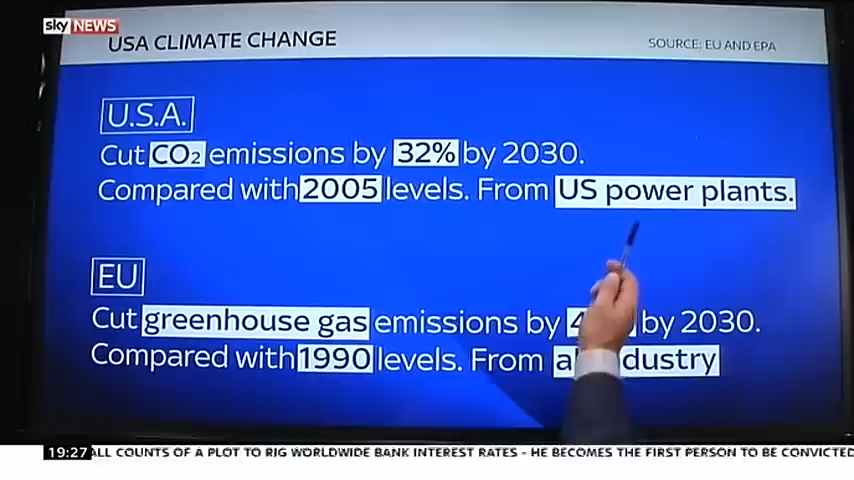 sky NEWS
USA CLIMATE CHANGE
SOURCE: EU AND EPA
U.S.A.
Cut CO₂ emissions by 32% by 2030.
Compared with 2005 levels. From US power plants.
EU
Cut greenhouse gas emissions by by 2030.
Compared with 1990 levels. From
19:27 ALL COUNTS OF A PLOT TO RIG WORLDWIDE BANK INTEREST RATES - HE BECOMES THE FIRST PERSON TO BE CONVICTED